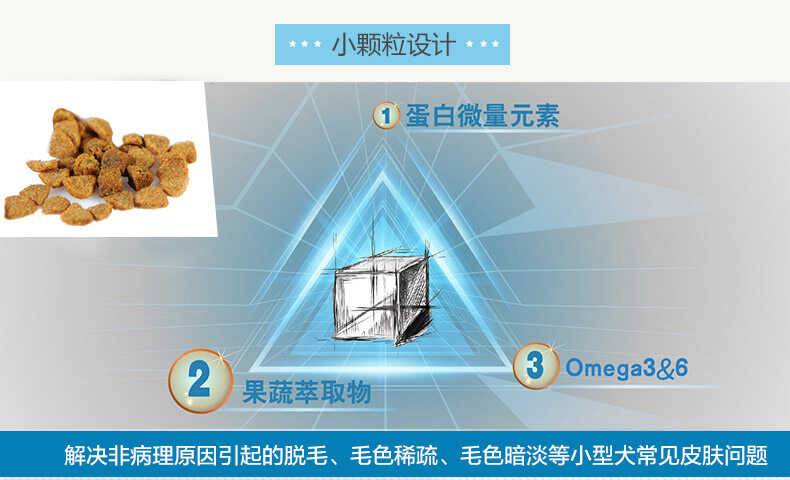 小颗粒设计
1 蛋白微量元素
2 果蔬萃取物
3 Omega3&6
解决非病理原因引起的脱毛、毛色稀疏、毛色暗淡等小型犬常见皮肤问题